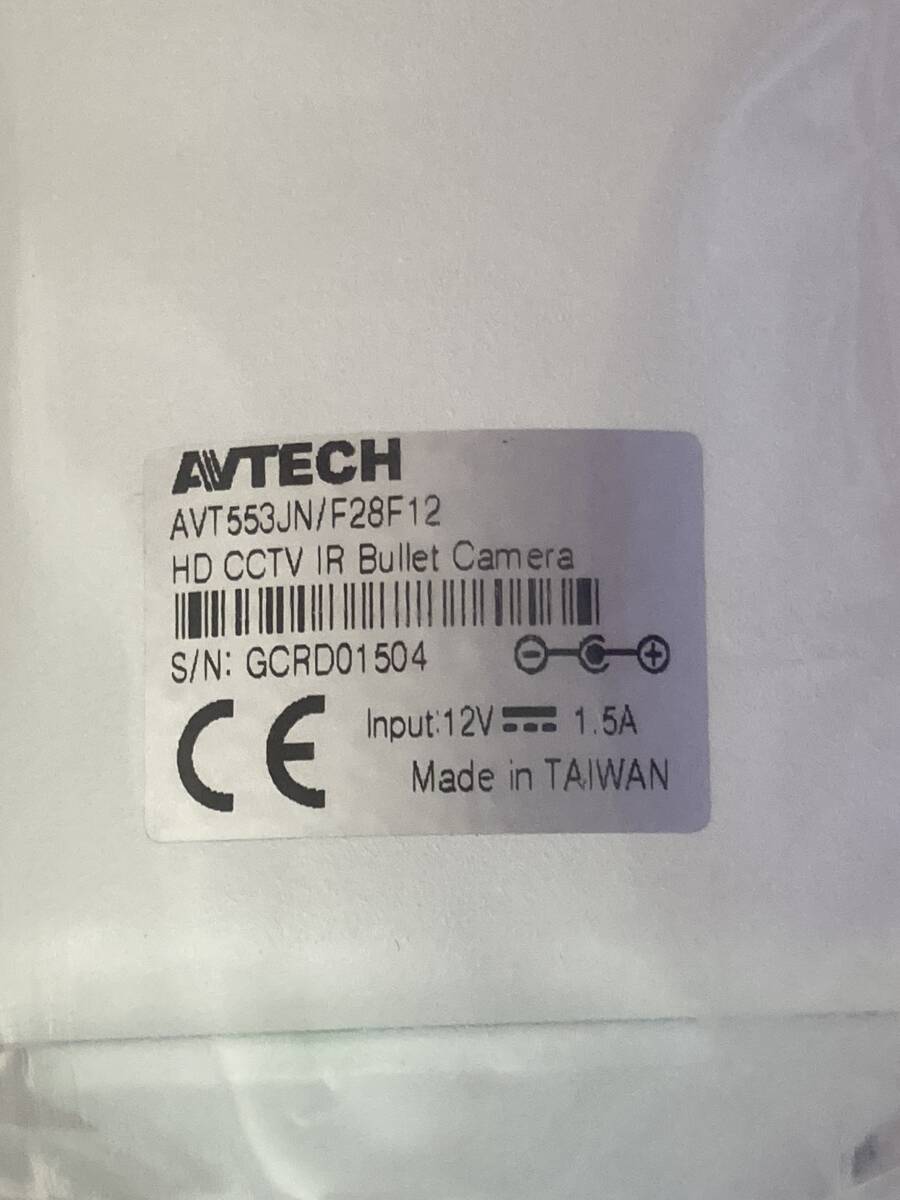 AVTECH
AVT553JN/F28F12
HD CCTV IR Bullet Camera
S/N: GCRD01504
CE
Input:12V⎓ 1.5A
Made in TAIWAN